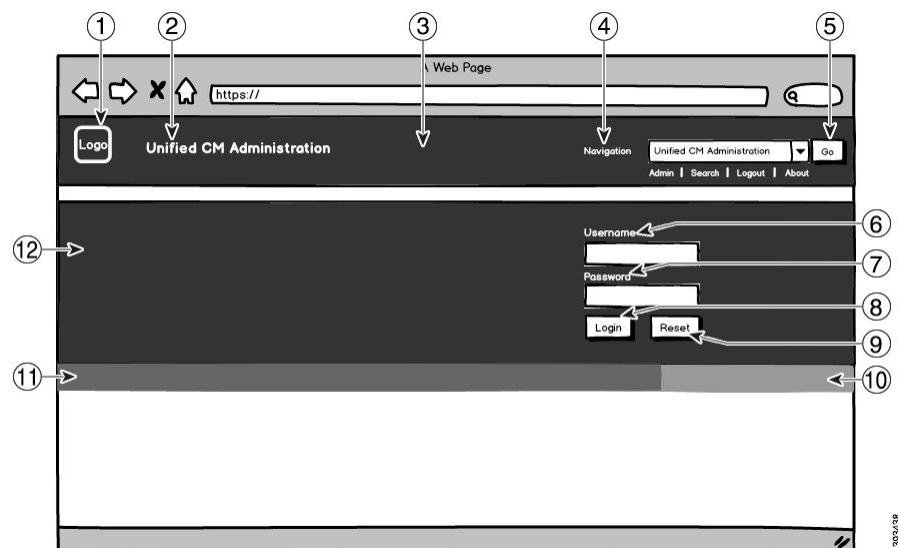 1 2 3 4 5
A Web Page
https://
Logo
Unified CM Administration
Navigation
Unified CM Administration
Go
Admin | Search | Logout | About
Username
6
12
7
Password
8
Login
Reset
9
11
10
393438